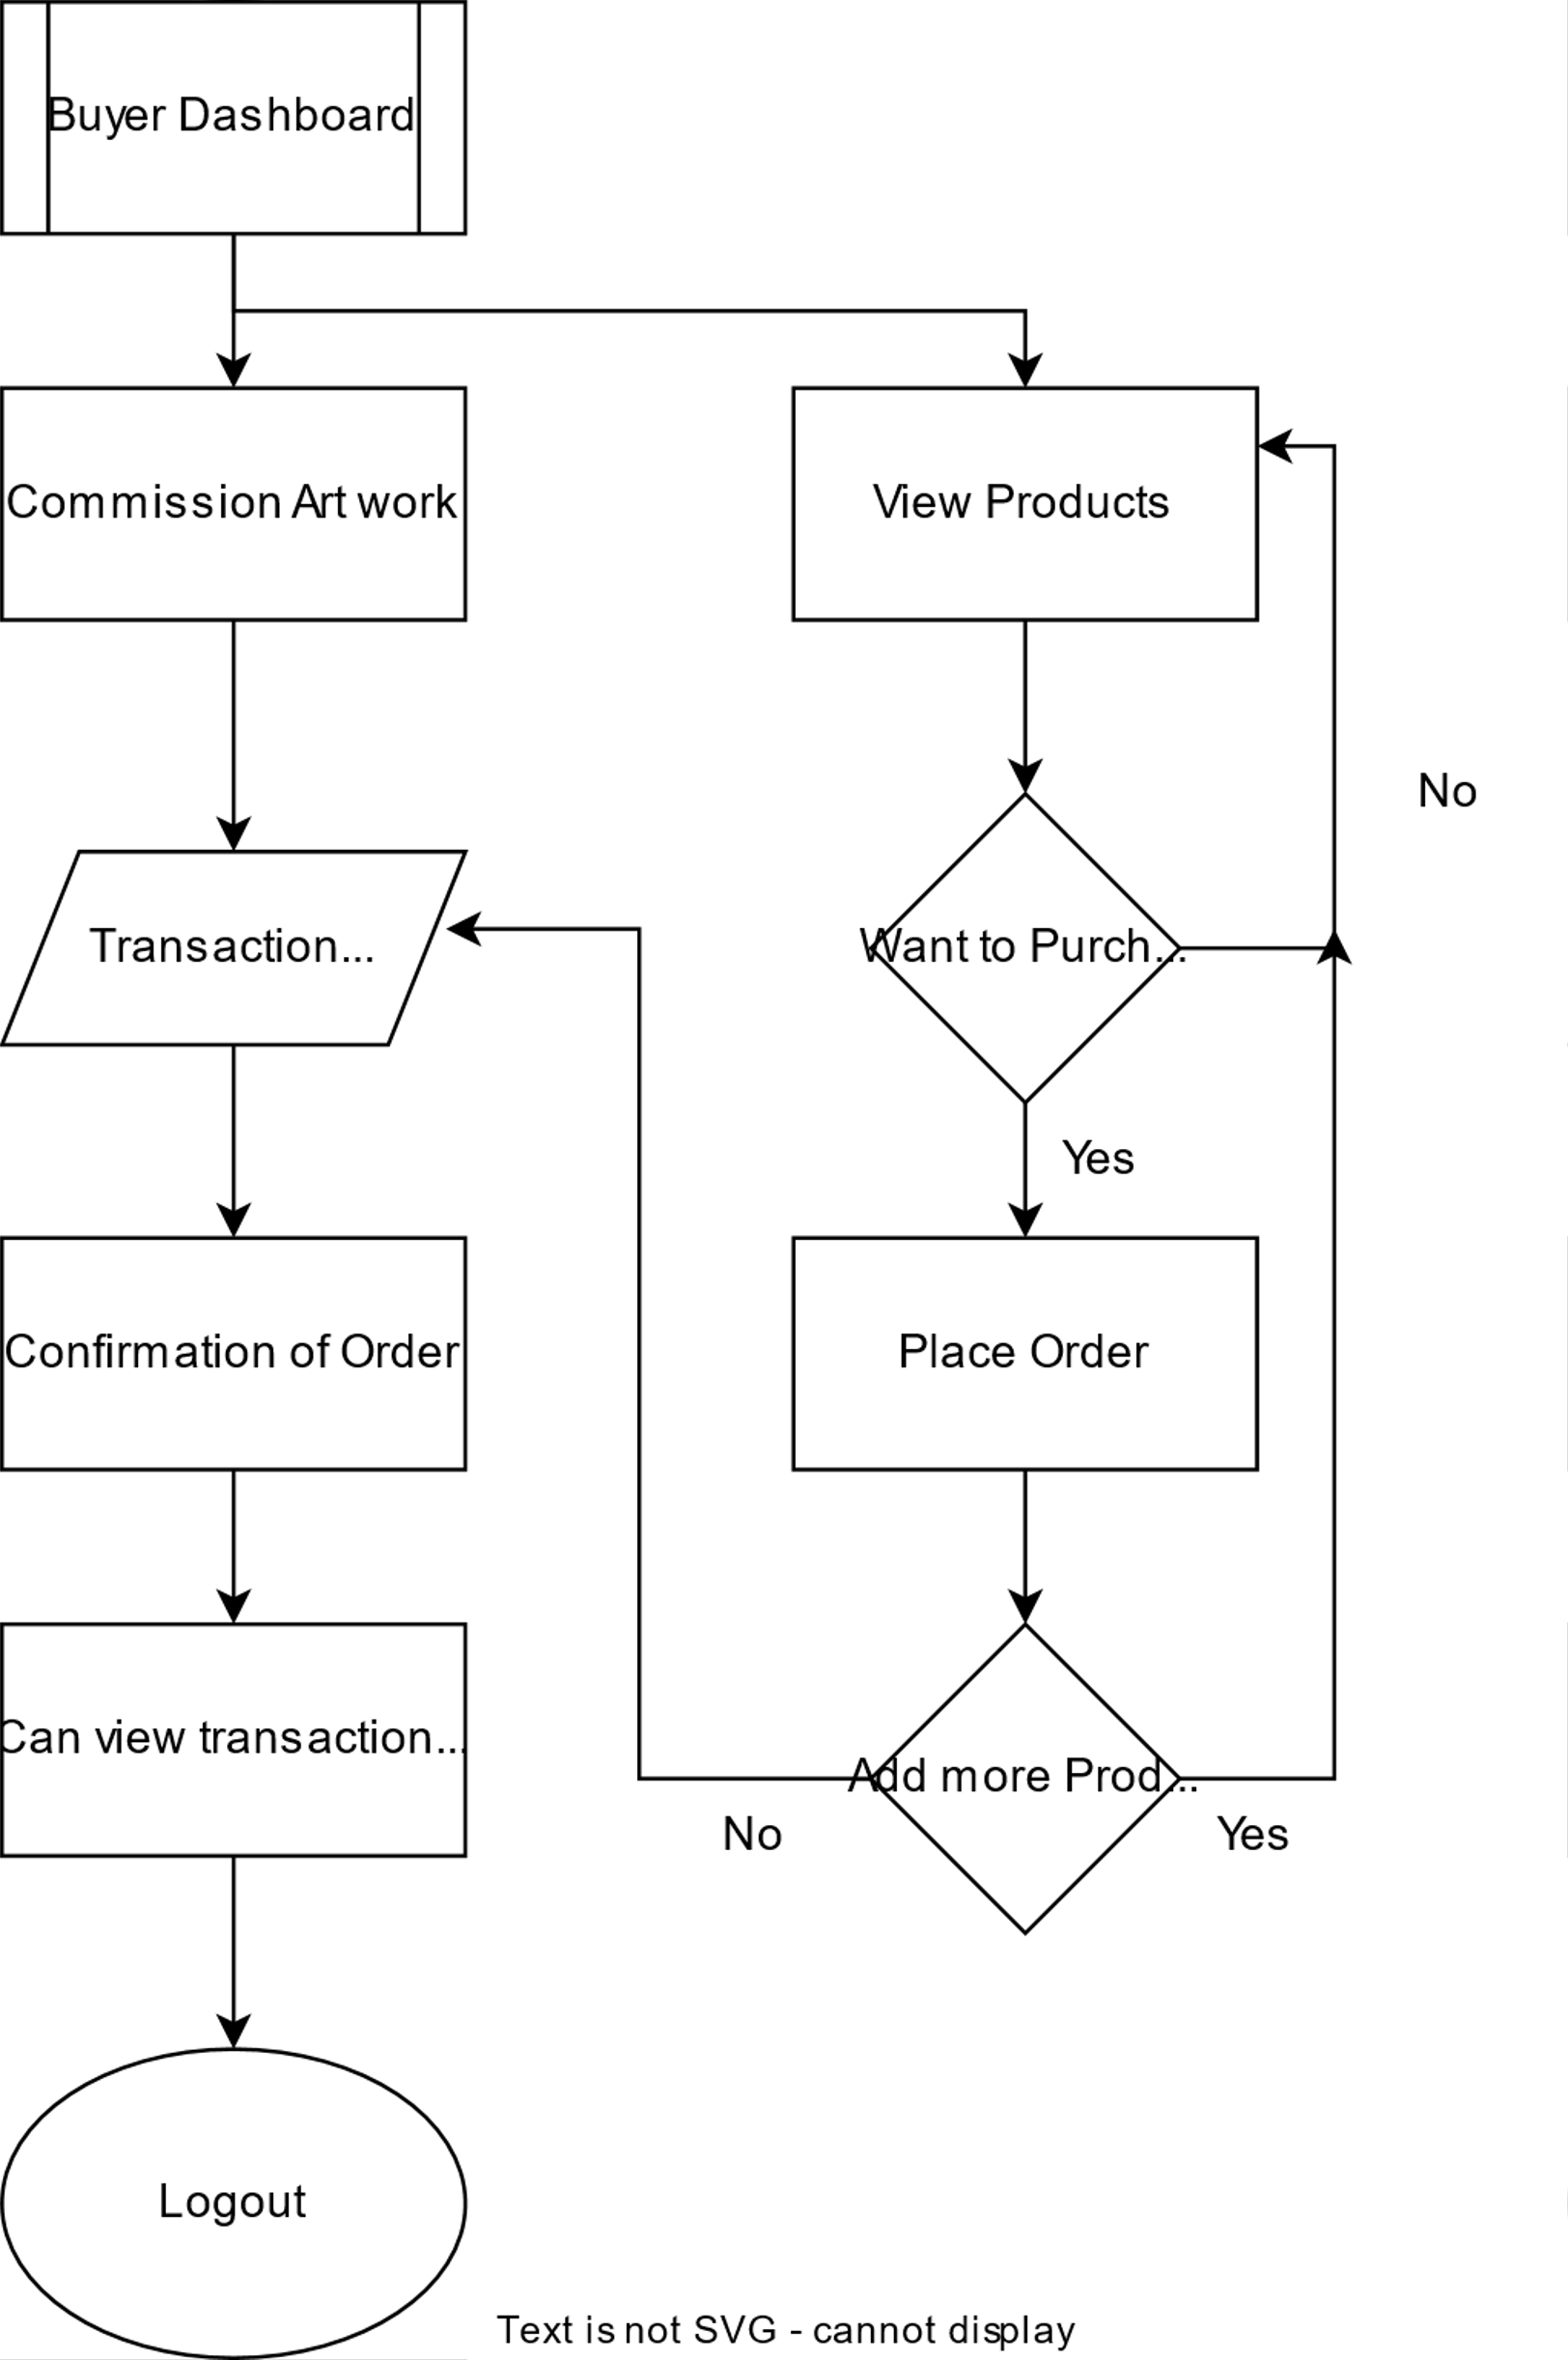 Buyer Dashboard
Commission Art work
View Products
No
Transaction...
Want to Purch...
Yes
Confirmation of Order
Place Order
Can view transaction...
Add more Prod...
No
Yes
Logout
Text is not SVG - cannot display